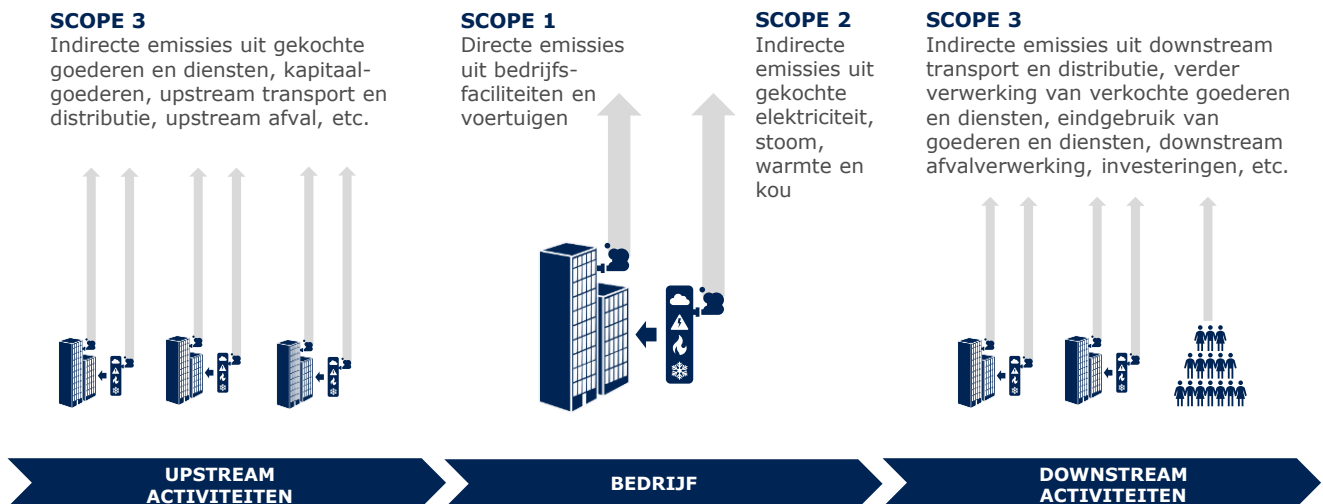 SCOPE 3
Indirecte emissies uit gekochte
goederen en diensten, kapitaal-
goederen, upstream transport en
distributie, upstream afval, etc.
SCOPE 1
Directe emissies
uit bedrijfs-
faciliteiten en
voertuigen
SCOPE 2
Indirecte
emissies uit
gekochte
elektriciteit,
stoom,
warmte en
kou
SCOPE 3
Indirecte emissies uit downstream
transport en distributie, verder
verwerking van verkochte goederen
en diensten, eindgebruik van
goederen en diensten, downstream
afvalverwerking, investeringen, etc.
UPSTREAM
ACTIVITEITEN
BEDRIJF
DOWNSTREAM
ACTIVITEITEN